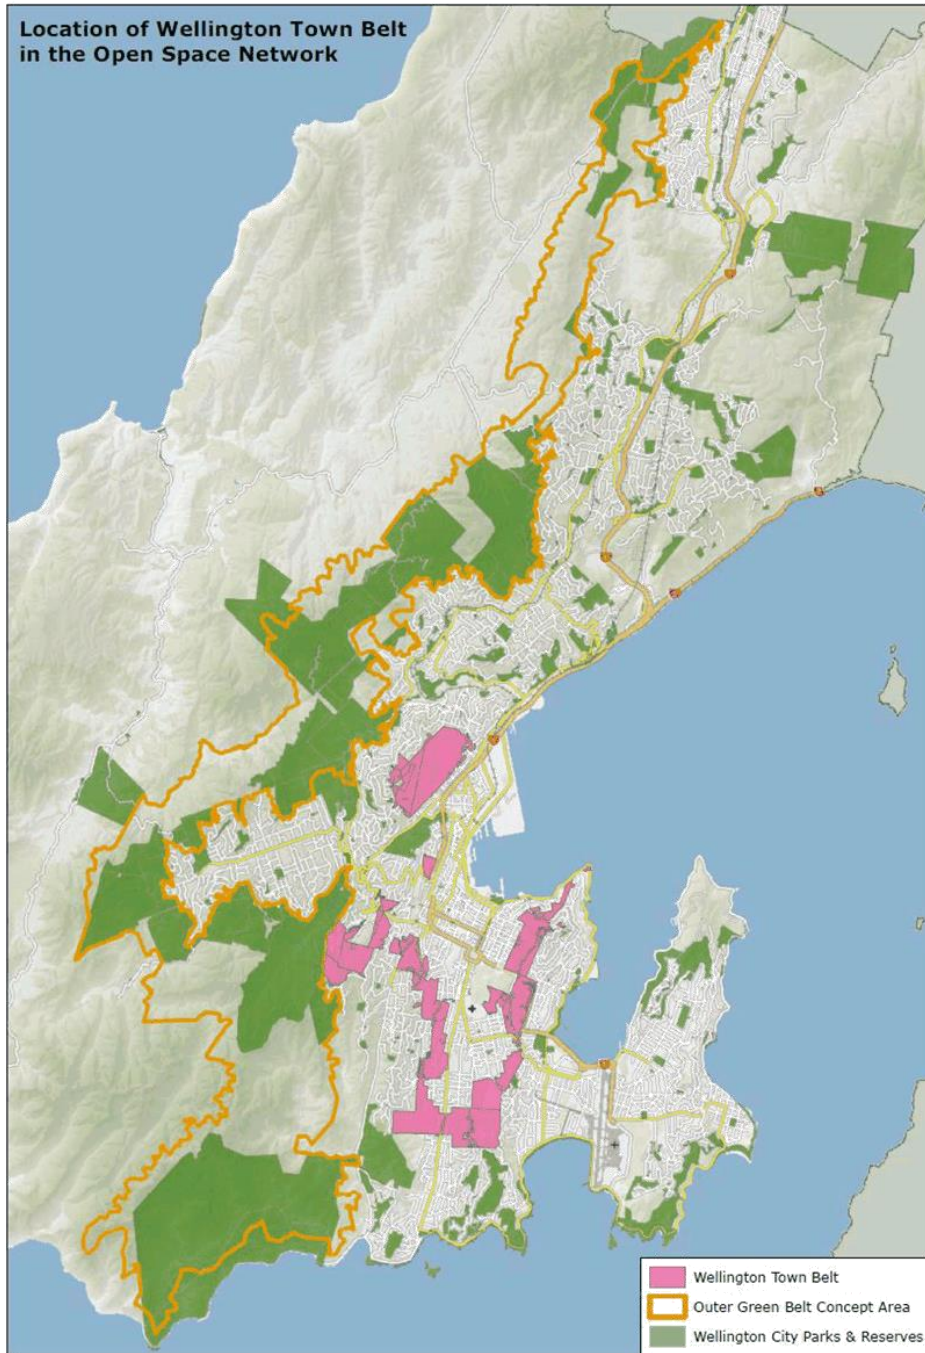 Location of Wellington Town Belt
in the Open Space Network
Wellington Town Belt
Outer Green Belt Concept Area
Wellington City Parks & Reserves